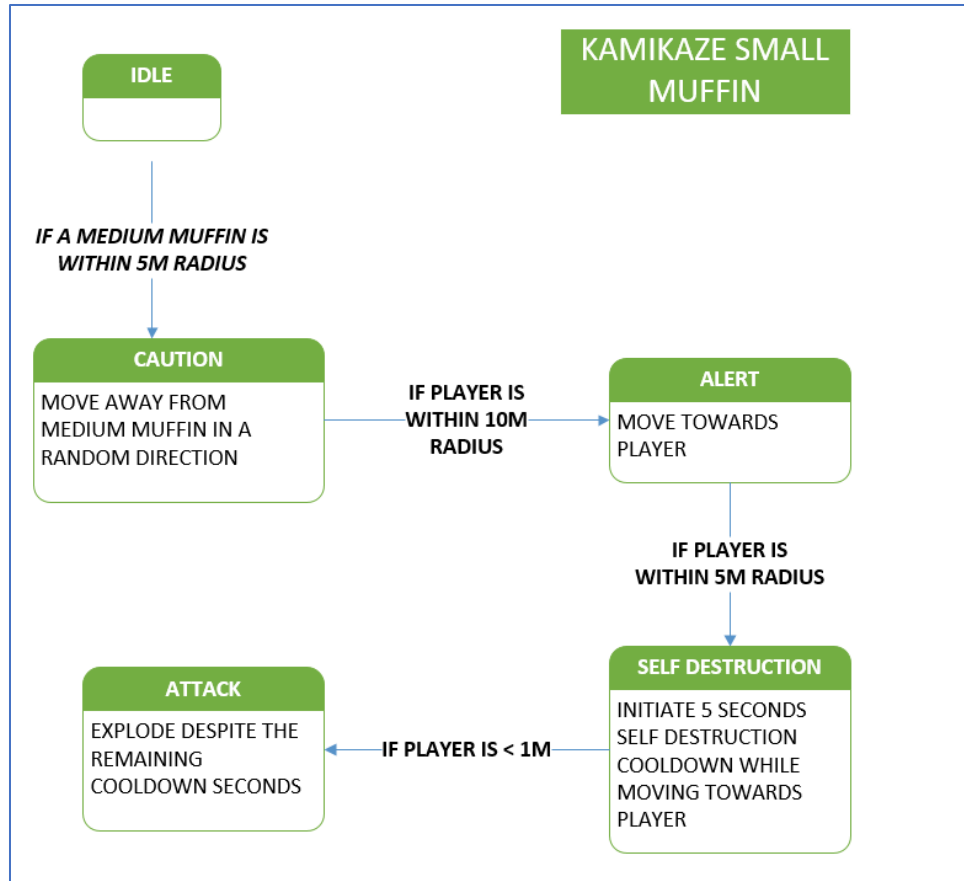 KAMIKAZE SMALL
MUFFIN
IDLE
IF A MEDIUM MUFFIN IS
WITHIN 5M RADIUS
CAUTION
MOVE AWAY FROM
MEDIUM MUFFIN IN A
RANDOM DIRECTION
IF PLAYER IS
WITHIN 10M
RADIUS
ALERT
MOVE TOWARDS
PLAYER
IF PLAYER IS
WITHIN 5M RADIUS
SELF DESTRUCTION
INITIATE 5 SECONDS
SELF DESTRUCTION
COOLDOWN WHILE
MOVING TOWARDS
PLAYER
IF PLAYER IS < 1M
ATTACK
EXPLODE DESPITE THE
REMAINING
COOLDOWN SECONDS